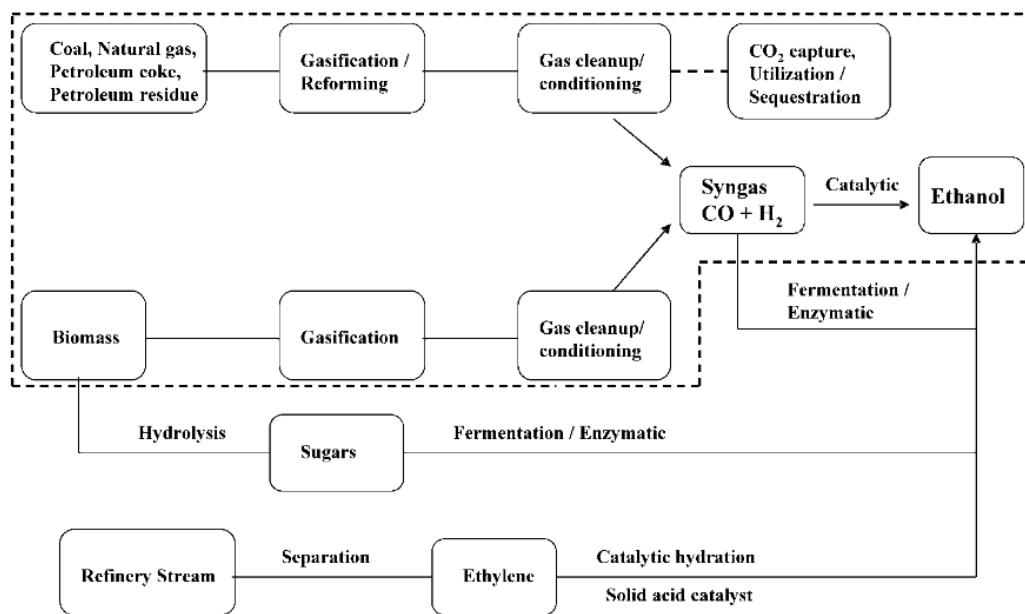 Coal, Natural gas,
Petroleum coke,
Petroleum residue
Gasification /
Reforming
Gas cleanup/
conditioning
CO2 capture,
Utilization /
Sequestration
Syngas
CO + H2
Catalytic
Ethanol
Fermentation /
Enzymatic
Biomass
Gasification
Gas cleanup/
conditioning
Hydrolysis
Sugars
Fermentation / Enzymatic
Refinery Stream
Separation
Ethylene
Catalytic hydration
Solid acid catalyst